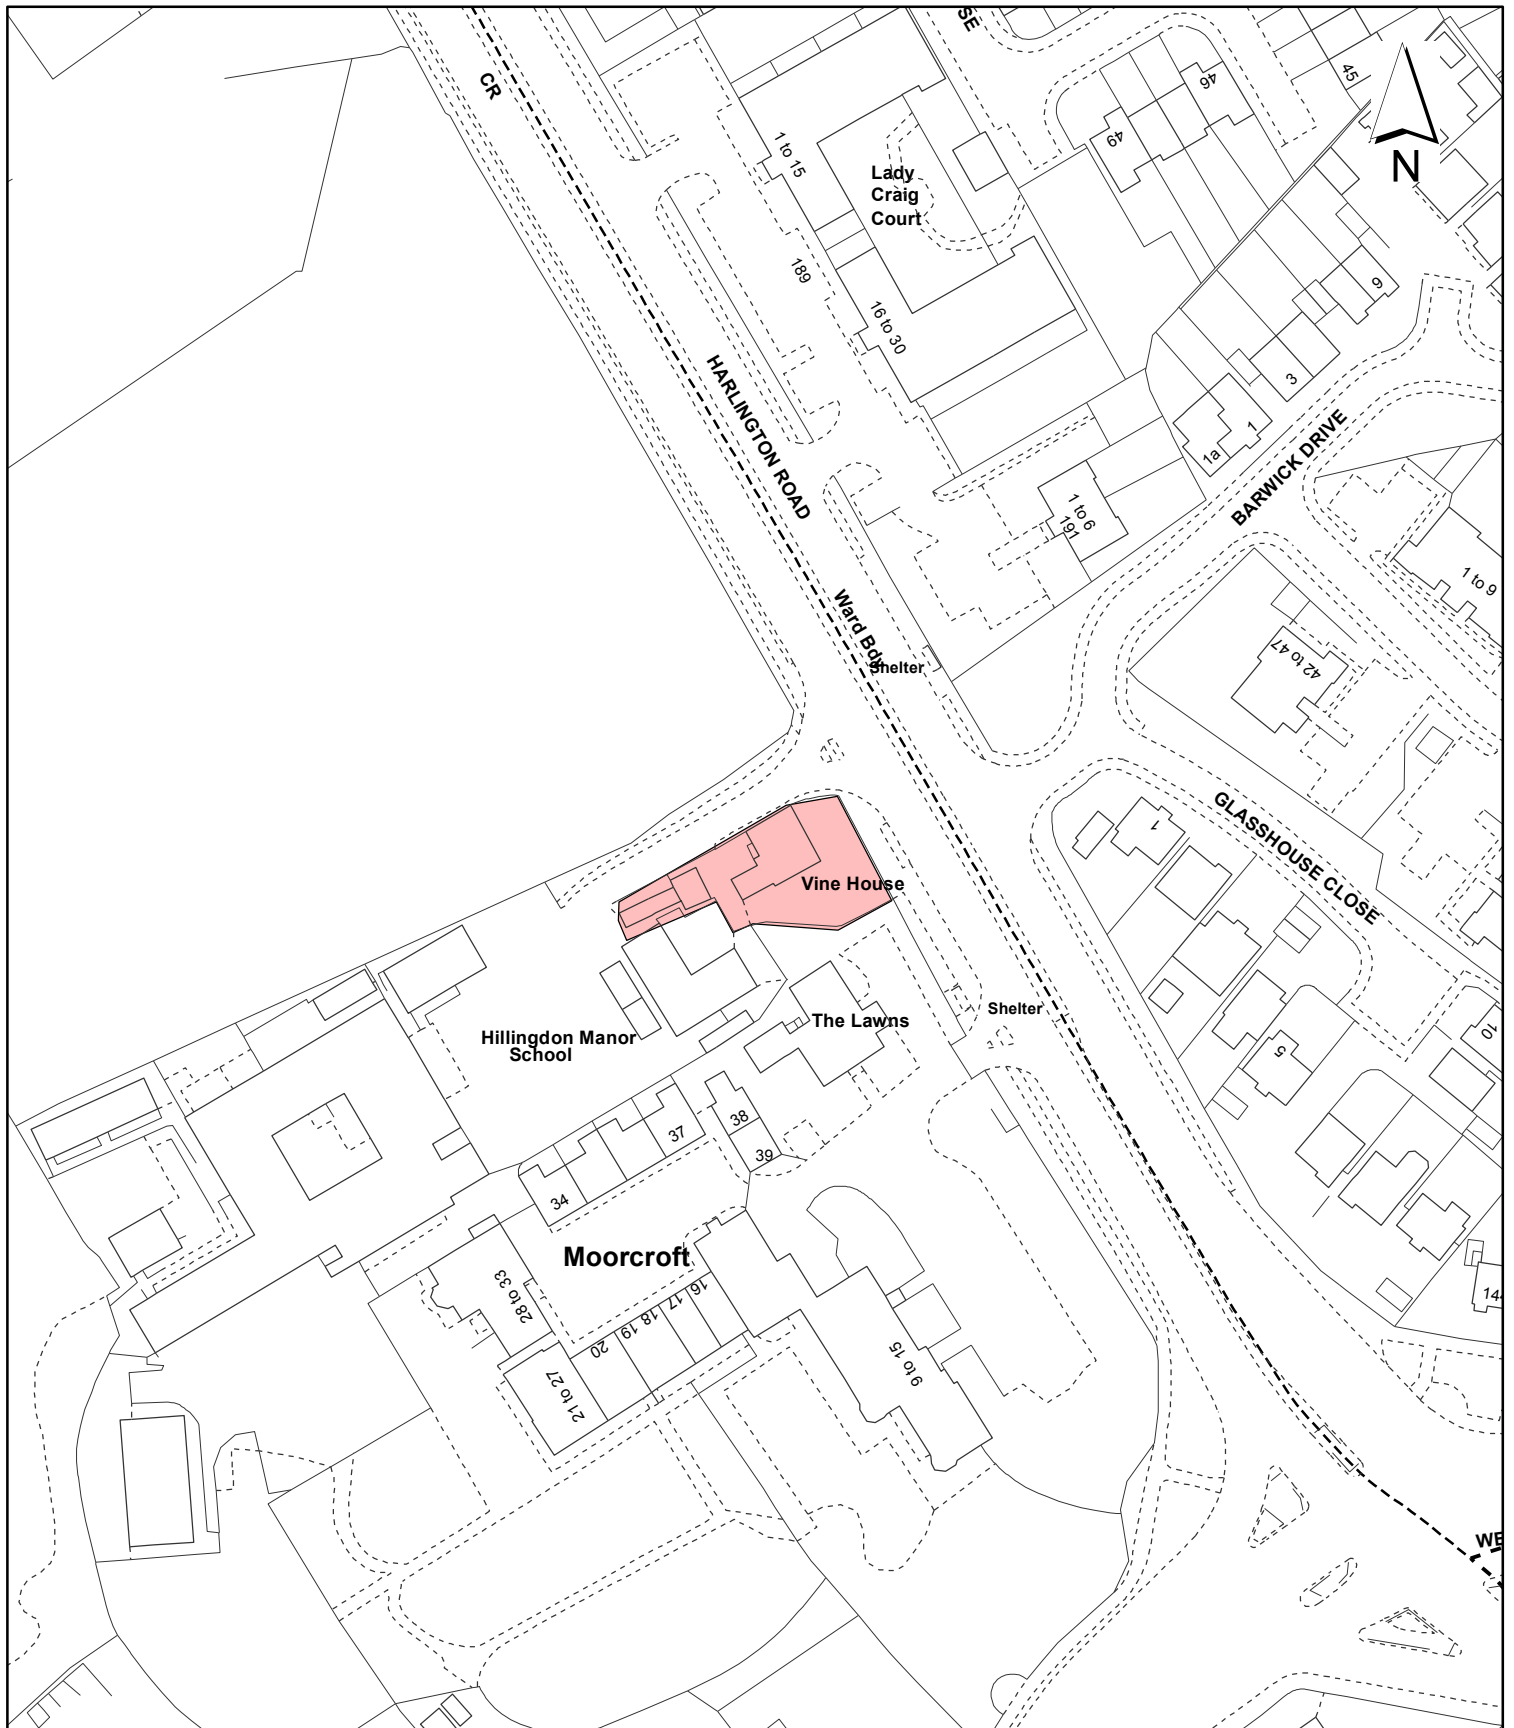 SE
CR
46
45
49
N
1 to 15
Lady
Craig
Court
189
16 to 30
9
3
1
1a
HARLINGTON ROAD
BARWICK DRIVE
1 to 6
191
1 to 9
Ward Bdy
Shelter
42 to 47
GLASSHOUSE CLOSE
1
Vine House
The Lawns
Shelter
10
Hillingdon Manor
School
5
38
37
39
34
Moorcroft
28 to 33
16
17
18
19
20
144
9 to 15
21 to 27
WE